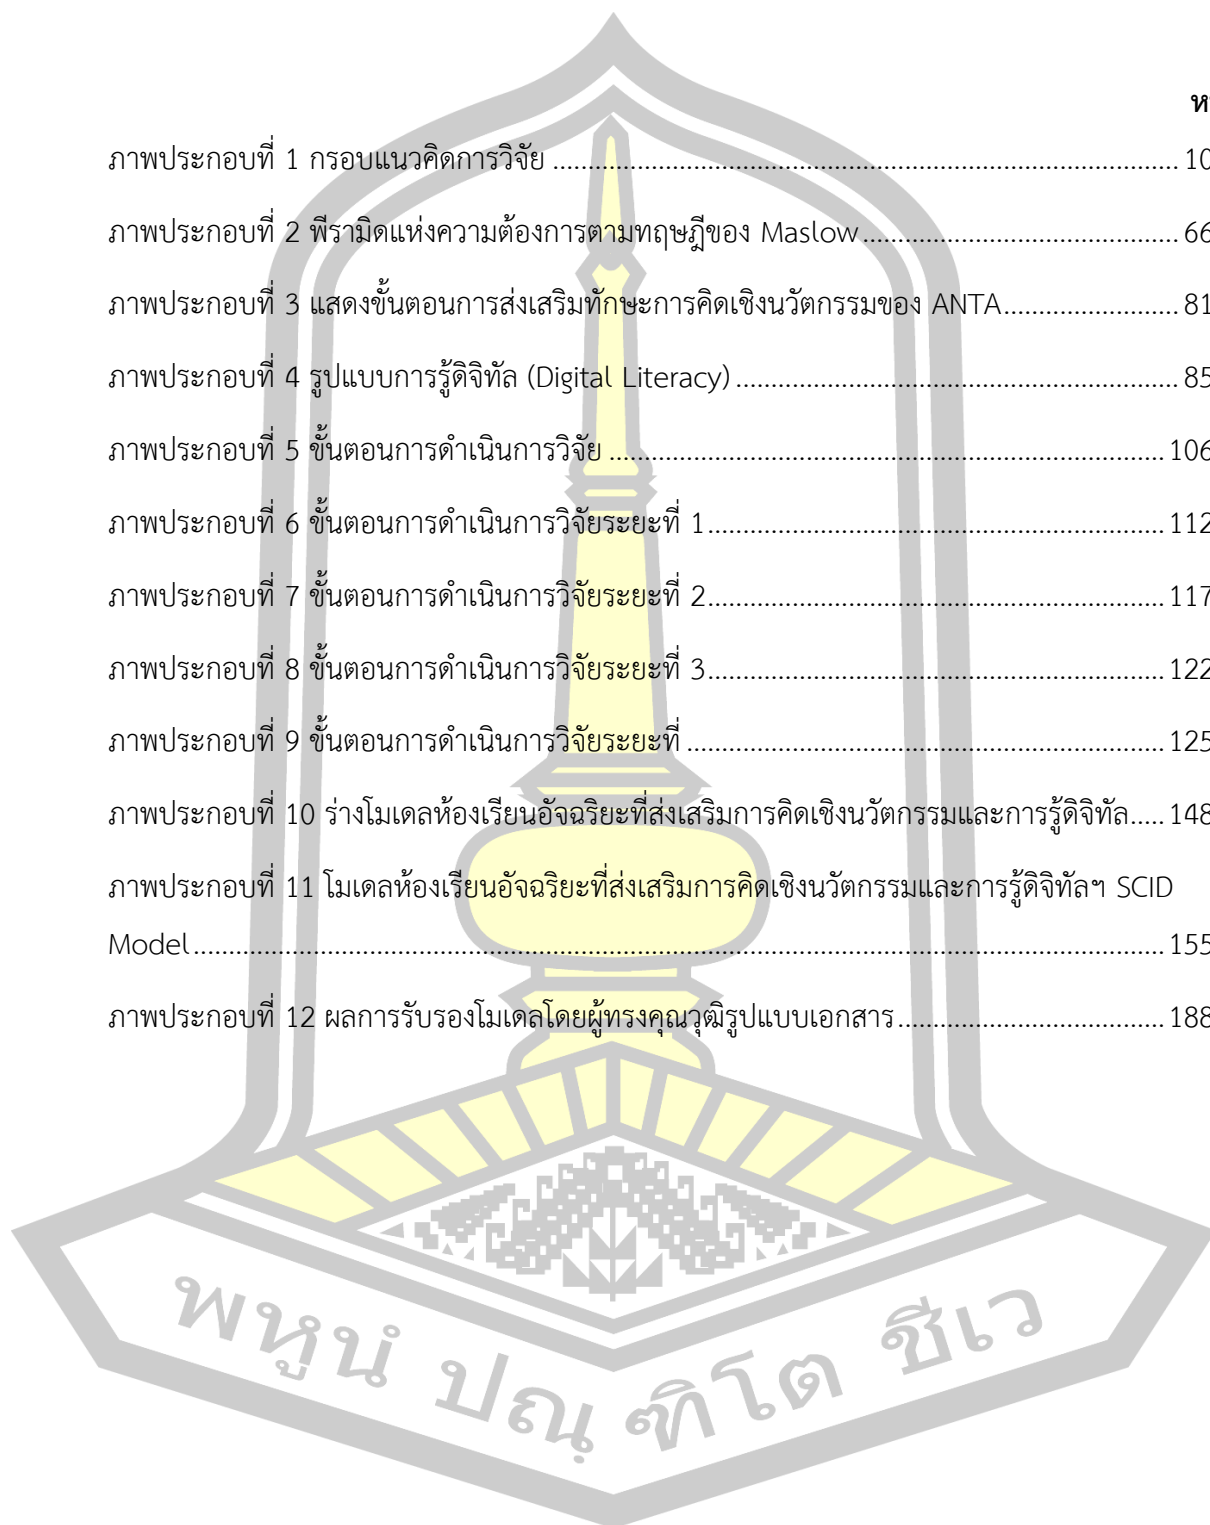 ห
ภาพประกอบที่ 1 กรอบแนวคิดการวิจัย ........................................ 10
ภาพประกอบที่ 2 พีรามิดแห่งความต้องการตามทฤษฎีของ Maslow ........................................ 66
ภาพประกอบที่ 3 แสดงขั้นตอนการส่งเสริมทักษะการคิดเชิงนวัตกรรมของ ANTA ........................ 81
ภาพประกอบที่ 4 รูปแบบการรู้ดิจิทัล (Digital Literacy) ........................................ 85
ภาพประกอบที่ 5 ขั้นตอนการดำเนินการวิจัย ........................................ 106
ภาพประกอบที่ 6 ขั้นตอนการดำเนินการวิจัยระยะที่ 1 ........................................ 112
ภาพประกอบที่ 7 ขั้นตอนการดำเนินการวิจัยระยะที่ 2 ........................................ 117
ภาพประกอบที่ 8 ขั้นตอนการดำเนินการวิจัยระยะที่ 3 ........................................ 122
ภาพประกอบที่ 9 ขั้นตอนการดำเนินการวิจัยระยะที่ ........................................ 125
ภาพประกอบที่ 10 ร่างโมเดลห้องเรียนอัจฉริยะที่ส่งเสริมการคิดเชิงนวัตกรรมและการรู้ดิจิทัล ..... 148
ภาพประกอบที่ 11 โมเดลห้องเรียนอัจฉริยะที่ส่งเสริมการคิดเชิงนวัตกรรมและการรู้ดิจิทัลฯ SCID
Model ........................................ 155
ภาพประกอบที่ 12 ผลการรับรองโมเดลโดยผู้ทรงคุณวุฒิรูปแบบเอกสาร ........................................ 188
พหูนํ ปณฺฑิโต ชีเว